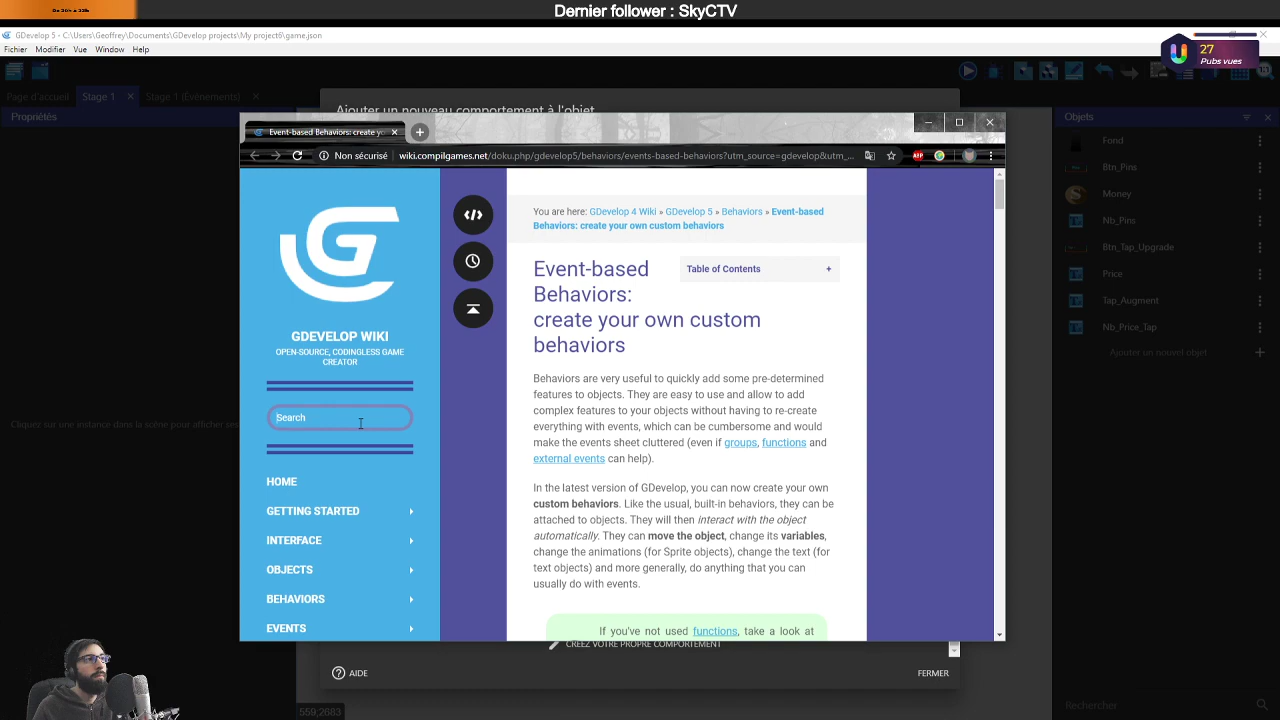 Dernier follower : SkyCTV
GDevelop 5 - C:\Users\Geoffrey\Documents\GDevelop projects\My project6\game.json
Fichier Modifier Vue Window Help
27
Pubs vues
Page d'accueil Stage 1 Stage 1 (Événements)
Propriétés
Ajouter un nouveau comportement à l'objet
Objets
Event-based Behaviors: create yo
Non sécurisé wiki.compilgames.net/doku.php/gdevelop5/behaviors/events-based-behaviors?utm_source=gdevelop&utm_...
Fond
Btn_Pins
Money
Nb_Pins
Btn_Tap_Upgrade
Price
Tap_Augment
Nb_Price_Tap
Ajouter un nouvel objet
Rechercher
GDEVELOP WIKI
OPEN-SOURCE, CODINGLESS GAME
CREATOR
Search
HOME
GETTING STARTED
INTERFACE
OBJECTS
BEHAVIORS
EVENTS
You are here: GDevelop 4 Wiki » GDevelop 5 » Behaviors » Event-based
Behaviors: create your own custom behaviors
Table of Contents +
Event-based
Behaviors:
create your own custom
behaviors
Behaviors are very useful to quickly add some pre-determined
features to objects. They are easy to use and allow to add
complex features to your objects without having to re-create
everything with events, which can be cumbersome and would
make the events sheet cluttered (even if groups, functions and
external events can help).
In the latest version of GDevelop, you can now create your own
custom behaviors. Like the usual, built-in behaviors, they can be
attached to objects. They will then interact with the object
automatically. They can move the object, change its variables,
change the animations (for Sprite objects), change the text (for
text objects) and more generally, do anything that you can
usually do with events.
If you've not used functions, take a look at
Cliquez sur une instance dans la scène pour afficher ses
CRÉEZ VOTRE PROPRE COMPORTEMENT
AIDE
FERMER
559;2683